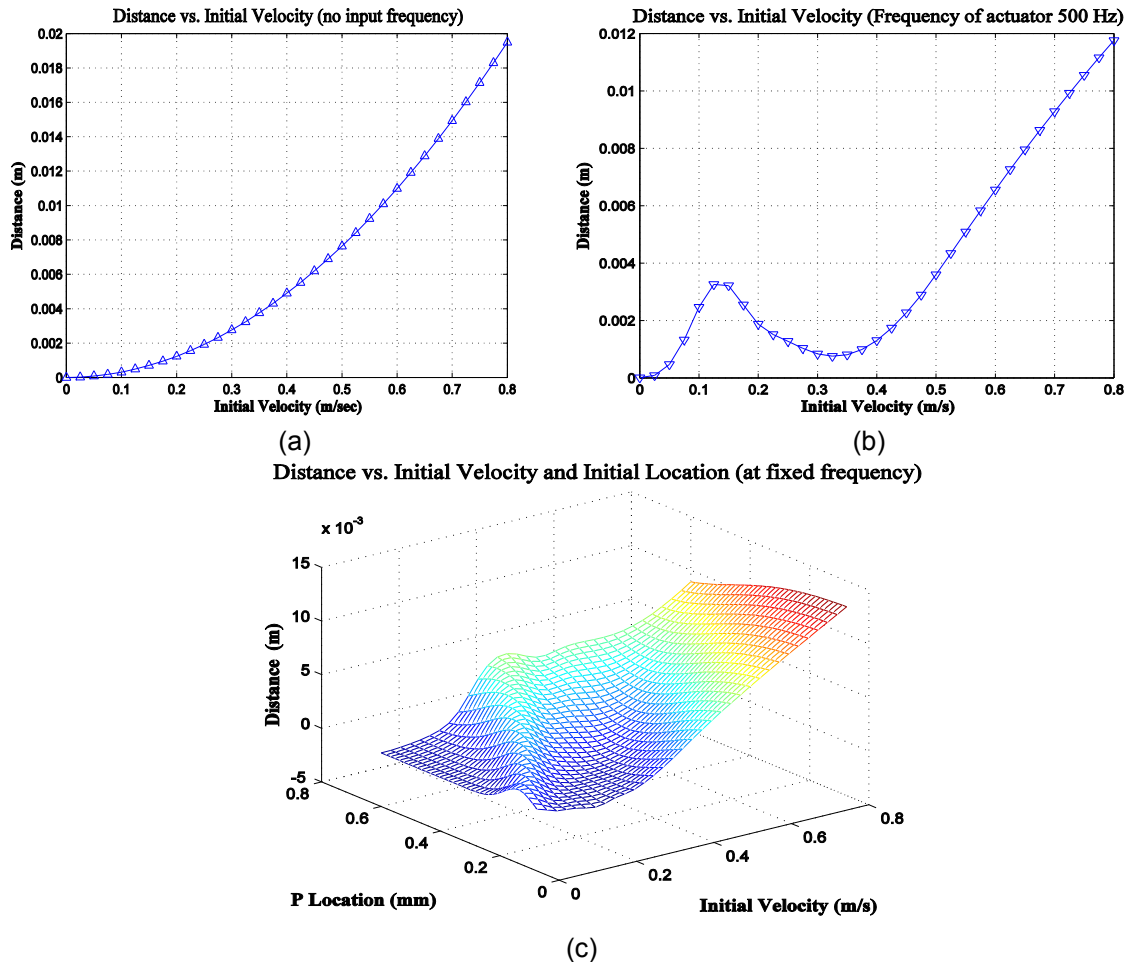 Distance vs. Initial Velocity (no input frequency)
0.02
0.018
0.016
0.014
0.012
0.01
0.008
0.006
0.004
0.002
0
Distance (m)
0 0.1 0.2 0.3 0.4 0.5 0.6 0.7 0.8
Initial Velocity (m/sec)
(a)
Distance vs. Initial Velocity (Frequency of actuator 500 Hz)
0.012
0.01
0.008
0.006
0.004
0.002
0
Distance (m)
0 0.1 0.2 0.3 0.4 0.5 0.6 0.7 0.8
Initial Velocity (m/s)
(b)
Distance vs. Initial Velocity and Initial Location (at fixed frequency)
x 10-3
15
10
5
0
-5
Distance (m)
0.8
0.6
0.4
0.2
0
P Location (mm)
0
0.2
0.4
0.6
0.8
Initial Velocity (m/s)
(c)